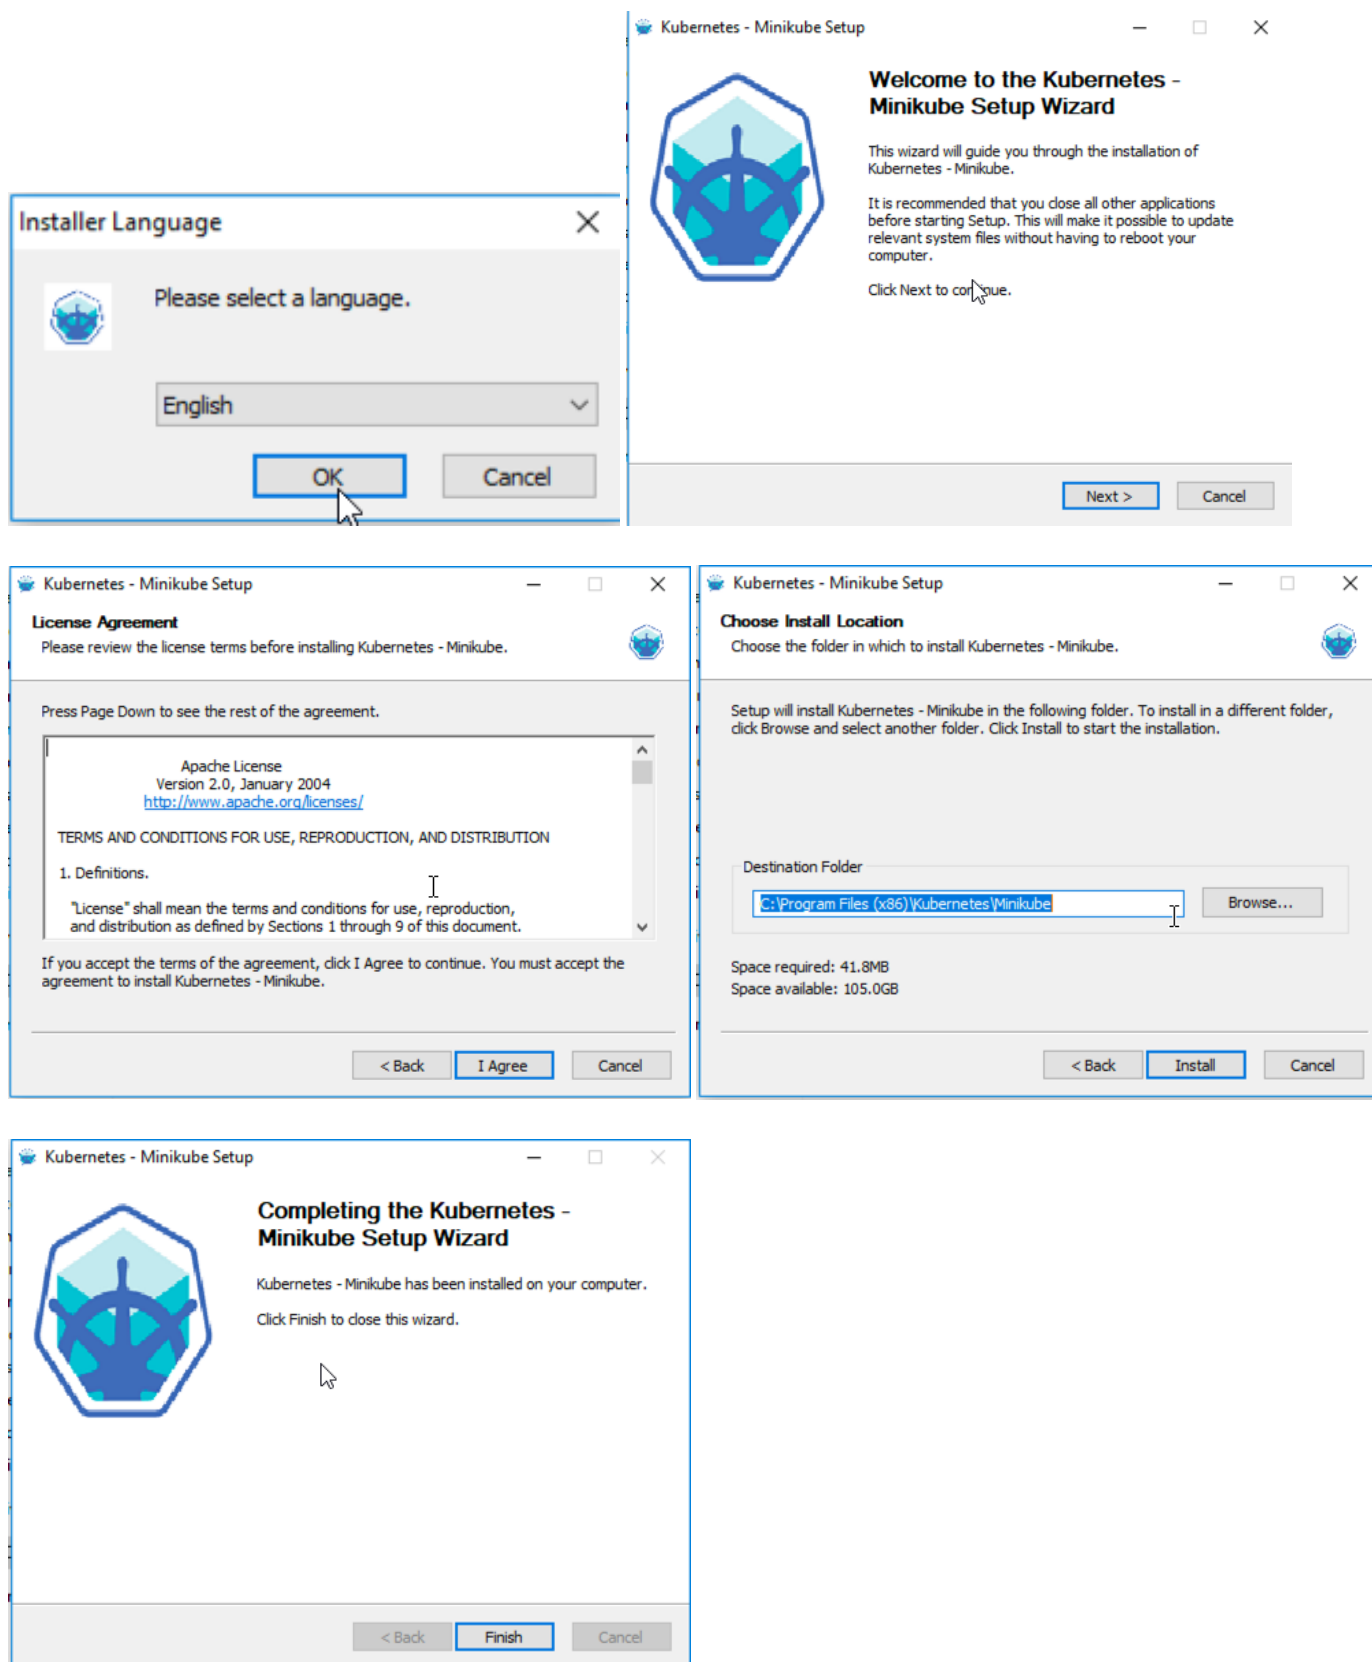 Installer Language
Please select a language.
English
OK
Cancel
Kubernetes - Minikube Setup
Welcome to the Kubernetes -
Minikube Setup Wizard
This wizard will guide you through the installation of
Kubernetes - Minikube.
It is recommended that you close all other applications
before starting Setup. This will make it possible to update
relevant system files without having to reboot your
computer.
Click Next to continue.
Next >
Cancel
Kubernetes - Minikube Setup
License Agreement
Please review the license terms before installing Kubernetes - Minikube.
Press Page Down to see the rest of the agreement.
Apache License
Version 2.0, January 2004
http://www.apache.org/licenses/
TERMS AND CONDITIONS FOR USE, REPRODUCTION, AND DISTRIBUTION
1. Definitions.
"License" shall mean the terms and conditions for use, reproduction,
and distribution as defined by Sections 1 through 9 of this document.
If you accept the terms of the agreement, click I Agree to continue. You must accept the
agreement to install Kubernetes - Minikube.
< Back
I Agree
Cancel
Kubernetes - Minikube Setup
Choose Install Location
Choose the folder in which to install Kubernetes - Minikube.
Setup will install Kubernetes - Minikube in the following folder. To install in a different folder,
click Browse and select another folder. Click Install to start the installation.
Destination Folder
C:\Program Files (x86)\Kubernetes\Minikube
Browse...
Space required: 41.8MB
Space available: 105.0GB
< Back
Install
Cancel
Kubernetes - Minikube Setup
Completing the Kubernetes -
Minikube Setup Wizard
Kubernetes - Minikube has been installed on your computer.
Click Finish to close this wizard.
< Back
Finish
Cancel